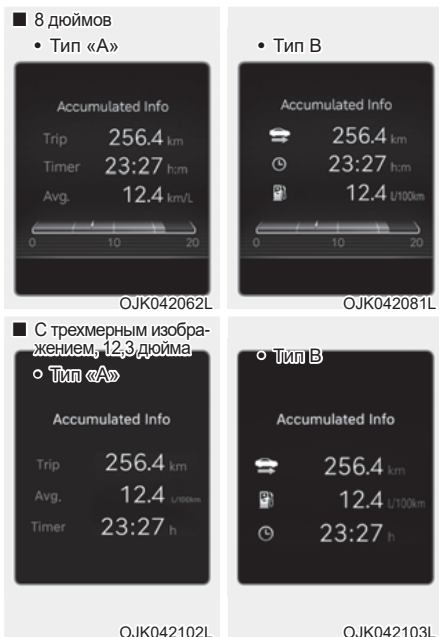 ■ 8 дюймов
• Тип «А»
Accumulated Info
Trip 256.4 km
Timer 23:27 h:m
Avg. 12.4 km/L
0 10 20
OJK042062L
• Тип В
Accumulated Info
256.4 km
23:27 h:m
12.4 L/100km
0 10 20
OJK042081L
■ С трехмерным изобра-
жением, 12,3 дюйма
• Тип «А»
Accumulated Info
Trip 256.4 km
Avg. 12.4 L/100km
Timer 23:27 h
OJK042102L
• Тип В
Accumulated Info
256.4 km
12.4 L/100km
23:27 h
OJK042103L